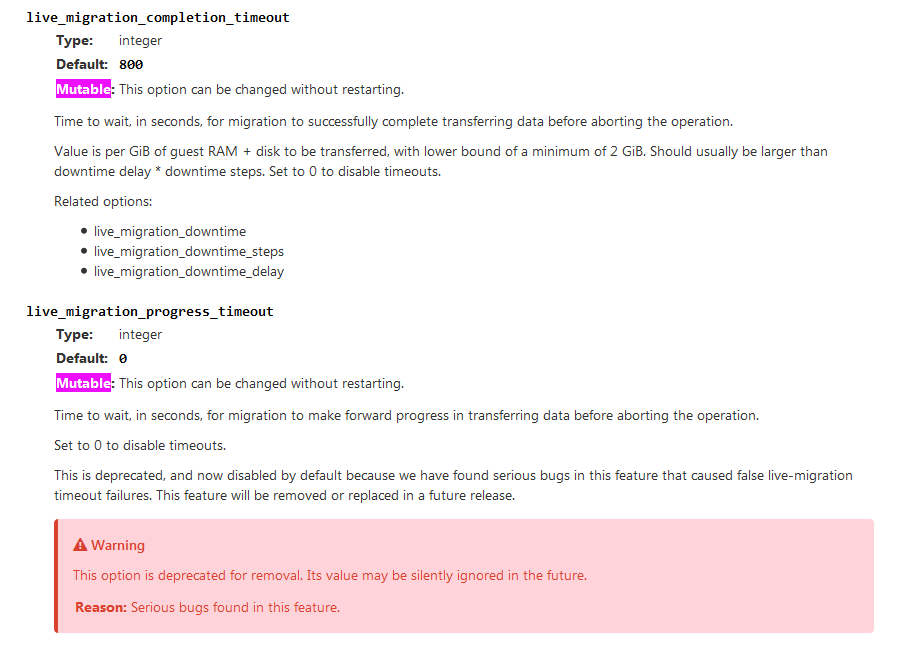 live_migration_completion_timeout
Type: integer
Default: 800
Mutable: This option can be changed without restarting.
Time to wait, in seconds, for migration to successfully complete transferring data before aborting the operation.
Value is per GiB of guest RAM + disk to be transferred, with lower bound of a minimum of 2 GiB. Should usually be larger than
downtime delay * downtime steps. Set to 0 to disable timeouts.
Related options:
• live_migration_downtime
• live_migration_downtime_steps
• live_migration_downtime_delay
live_migration_progress_timeout
Type: integer
Default: 0
Mutable: This option can be changed without restarting.
Time to wait, in seconds, for migration to make forward progress in transferring data before aborting the operation.
Set to 0 to disable timeouts.
This is deprecated, and now disabled by default because we have found serious bugs in this feature that caused false live-migration
timeout failures. This feature will be removed or replaced in a future release.
Warning
This option is deprecated for removal. Its value may be silently ignored in the future.
Reason: Serious bugs found in this feature.